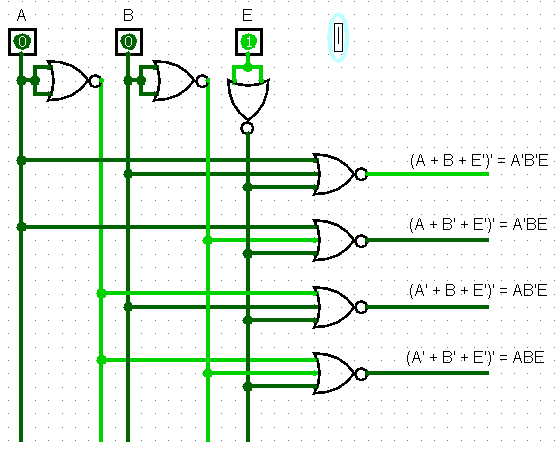 A B E
0 0 1
(A + B + E')' = A'B'E
(A + B' + E')' = A'BE
(A' + B + E')' = AB'E
(A' + B' + E')' = ABE